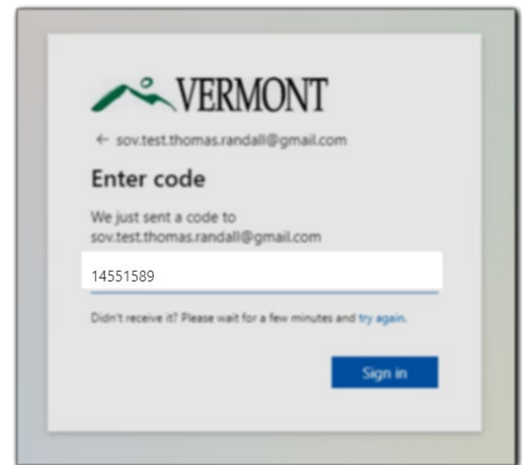 VERMONT
← sov.test.thomas.randall@gmail.com
Enter code
We just sent a code to
sov.test.thomas.randall@gmail.com
14551589
Didn't receive it? Please wait for a few minutes and try again.
Sign in